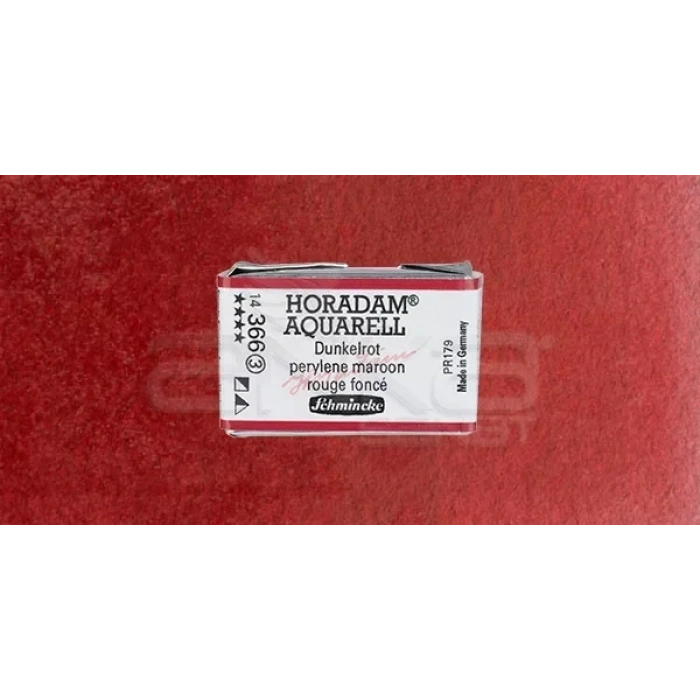 HORADAM®
AQUARELL
Dunkelrot
perylene maroon
rouge foncé
Schmincke
14
★★★★
366 ③
PR179
Made in Germany